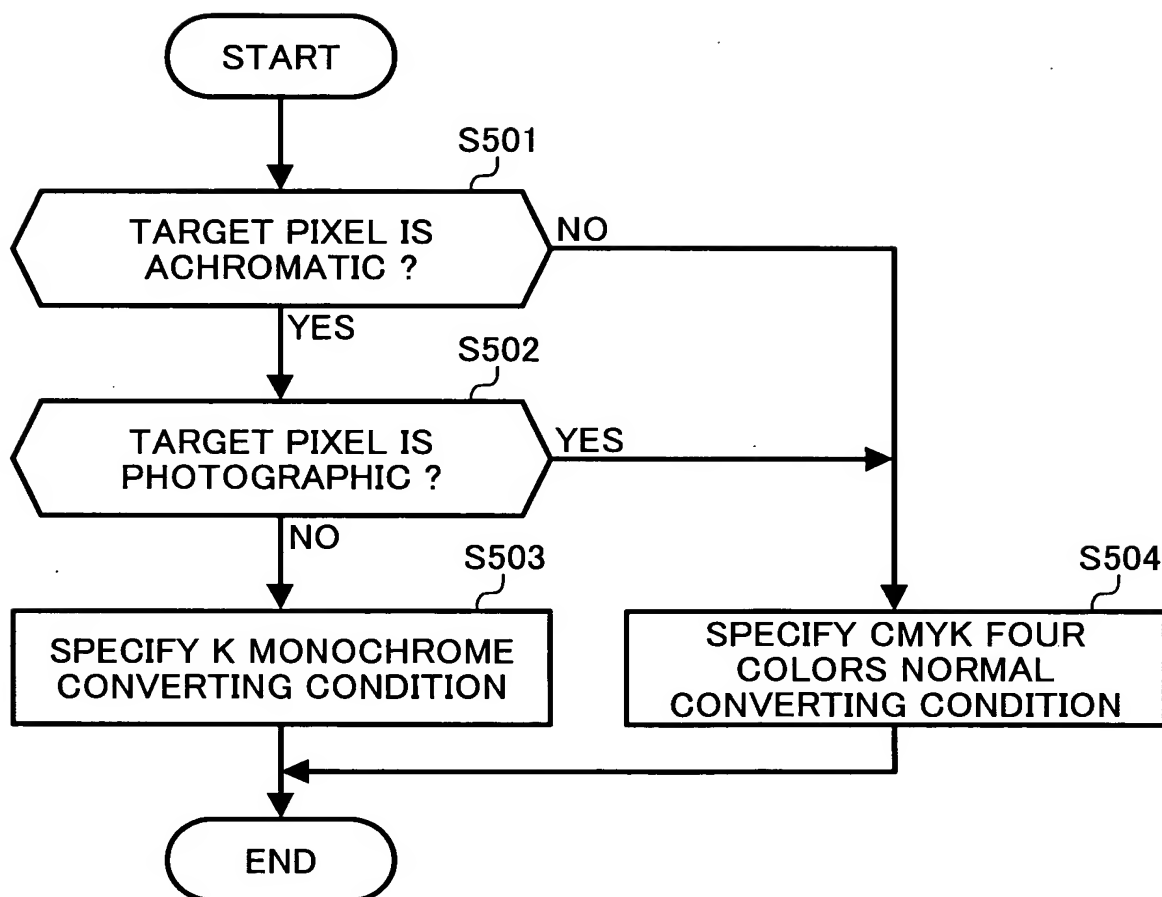 START
S501
TARGET PIXEL IS
ACHROMATIC ?
NO
YES
S502
TARGET PIXEL IS
PHOTOGRAPHIC ?
YES
NO
S503
SPECIFY K MONOCHROME
CONVERTING CONDITION
S504
SPECIFY CMYK FOUR
COLORS NORMAL
CONVERTING CONDITION
END